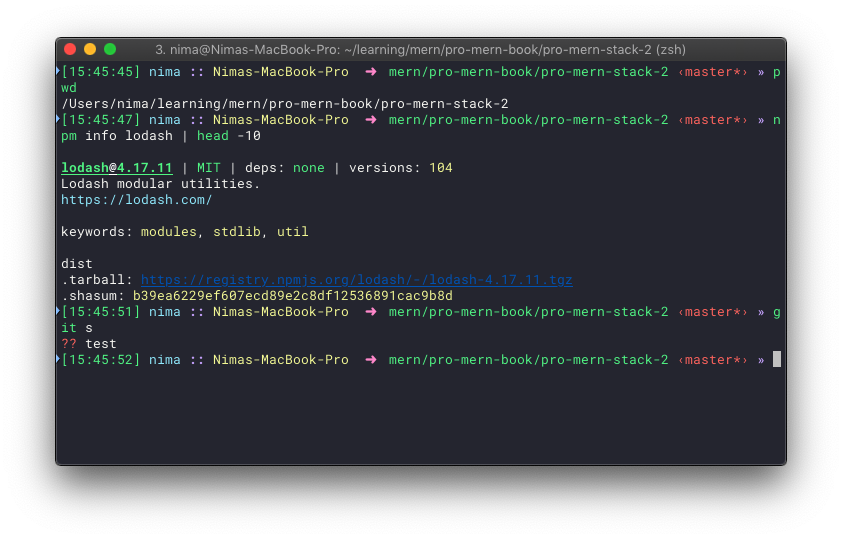 3. nima@Nimas-MacBook-Pro: ~/learning/mern/pro-mern-book/pro-mern-stack-2 (zsh)
[15:45:45] nima :: Nimas-MacBook-Pro ➜ mern/pro-mern-book/pro-mern-stack-2 ‹master*› » p
wd
/Users/nima/learning/mern/pro-mern-book/pro-mern-stack-2
[15:45:47] nima :: Nimas-MacBook-Pro ➜ mern/pro-mern-book/pro-mern-stack-2 ‹master*› » n
pm info lodash | head -10
lodash@4.17.11 | MIT | deps: none | versions: 104
Lodash modular utilities.
https://lodash.com/
keywords: modules, stdlib, util
dist
.tarball: https://registry.npmjs.org/lodash/-/lodash-4.17.11.tgz
.shasum: b39ea6229ef607ecd89e2c8df12536891cac9b8d
[15:45:51] nima :: Nimas-MacBook-Pro ➜ mern/pro-mern-book/pro-mern-stack-2 ‹master*› » g
it s
?? test
[15:45:52] nima :: Nimas-MacBook-Pro ➜ mern/pro-mern-book/pro-mern-stack-2 ‹master*› »